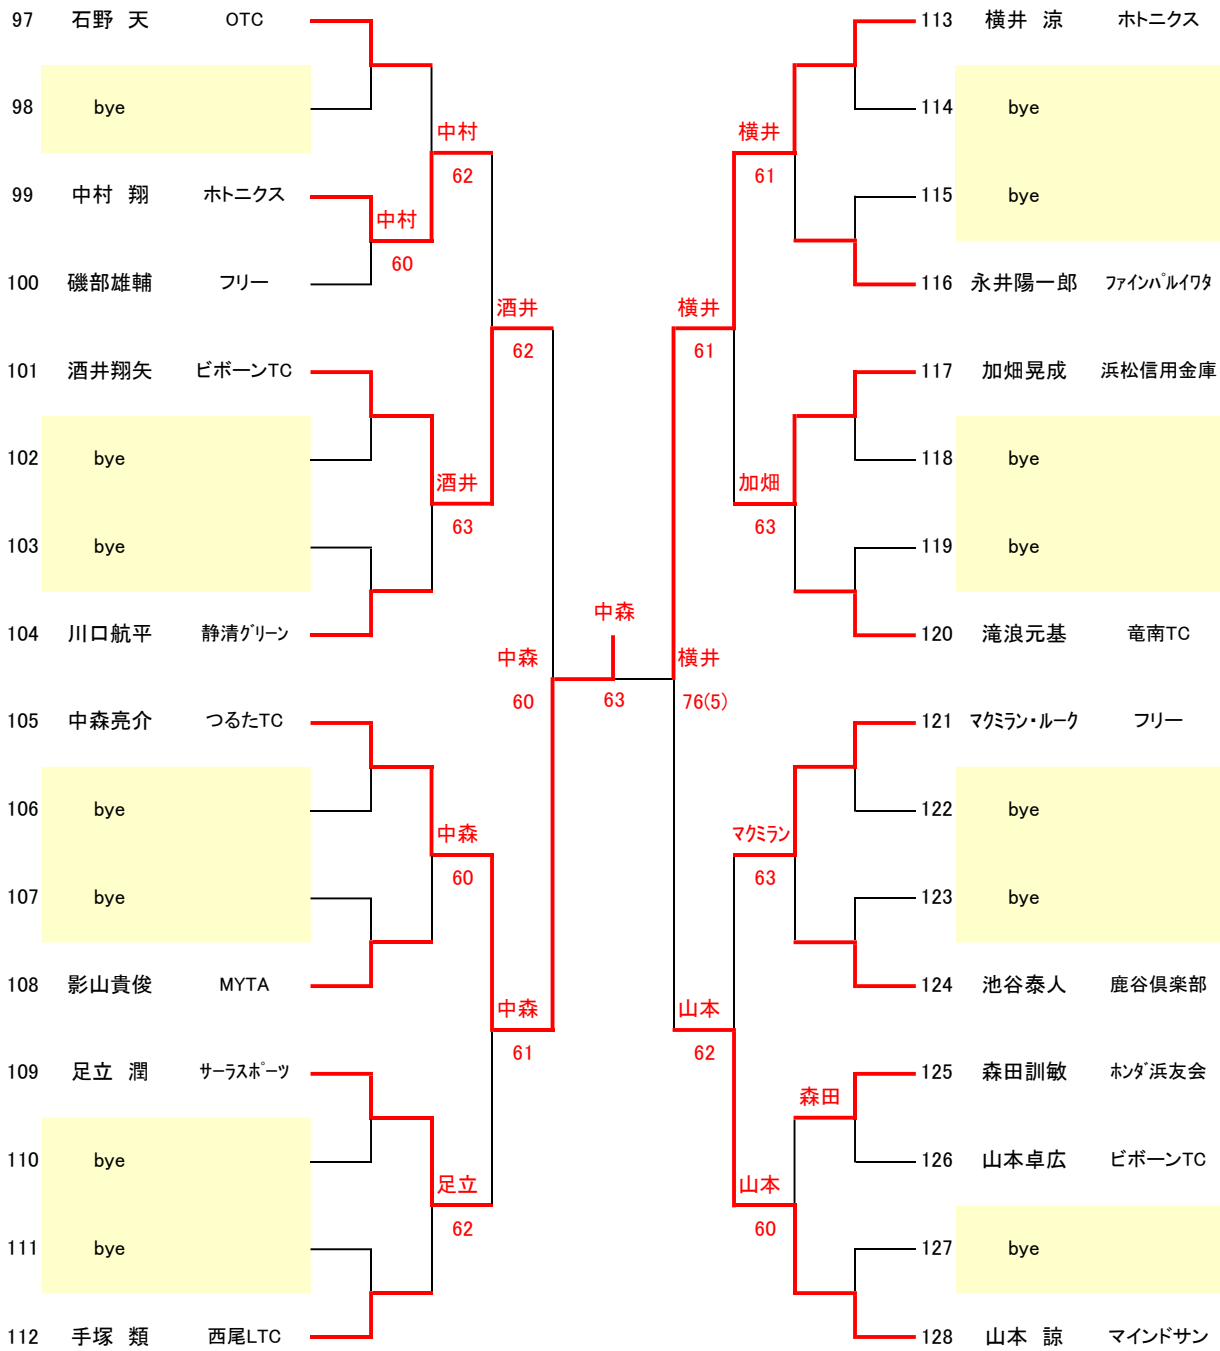 97 石野 天 OTC
98 bye
中村
62
99 中村 翔 ホトニクス
中村
60
100 磯部雄輔 フリー
酒井
62
101 酒井翔矢 ビボーンTC
102 bye
酒井
63
103 bye
104 川口航平 静清グリーン
中森
60
105 中森亮介 つるたTC
106 bye
中森
60
107 bye
108 影山貴俊 MYTA
中森
61
109 足立 潤 サーラスポーツ
110 bye
足立
62
111 bye
112 手塚 類 西尾LTC
中森
63
113 横井 涼 ホトニクス
114 bye
横井
61
115 bye
116 永井陽一郎 ファインパルイワタ
横井
61
117 加畑晃成 浜松信用金庫
118 bye
加畑
63
119 bye
120 滝浪元基 竜南TC
横井
76(5)
121 マクミラン・ルーク フリー
122 bye
マクミラン
63
123 bye
124 池谷泰人 鹿谷倶楽部
山本
62
125 森田訓敏 ホンダ浜友会
森田
126 山本卓広 ビボーンTC
山本
60
127 bye
128 山本 諒 マインドサン